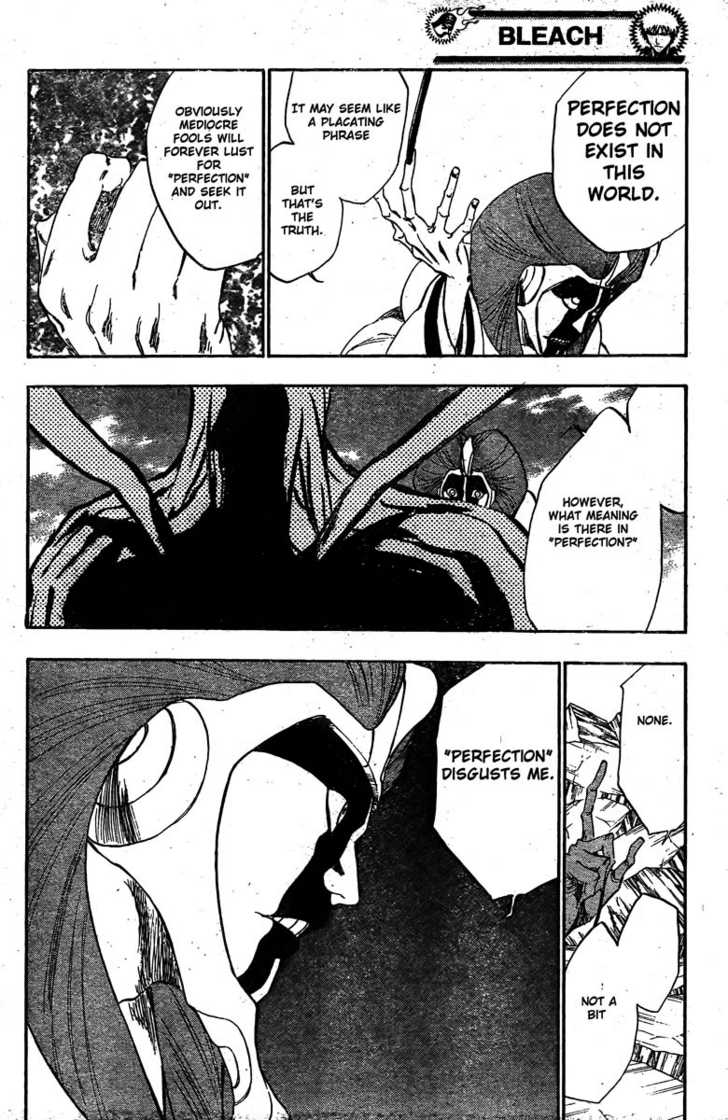 BLEACH
PERFECTION
DOES NOT
EXIST IN
THIS
WORLD.
IT MAY SEEM LIKE
A PLACATING
PHRASE
BUT
THAT'S
THE
TRUTH.
OBVIOUSLY
MEDIOCRE
FOOLS WILL
FOREVER LUST
FOR
"PERFECTION"
AND SEEK IT
OUT.
HOWEVER,
WHAT MEANING
IS THERE IN
"PERFECTION?"
NONE.
NOT A
BIT
"PERFECTION"
DISGUSTS ME.